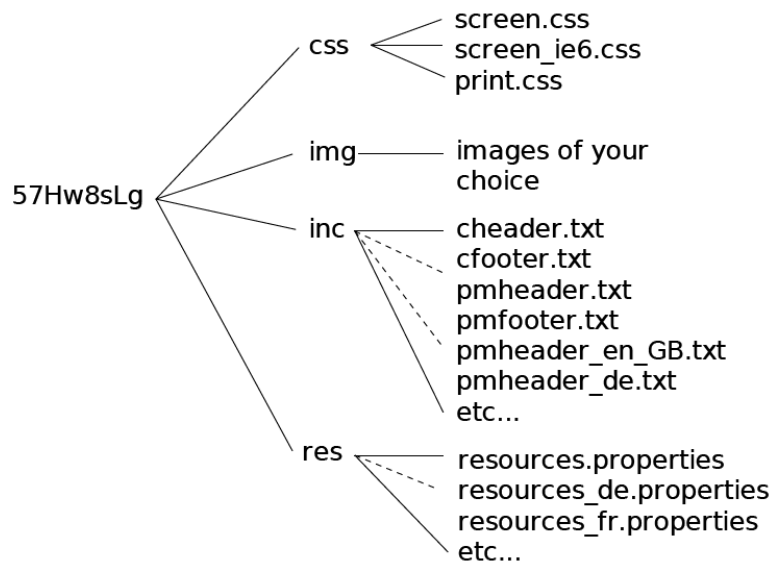 57Hw8sLg
css
screen.css
screen_ie6.css
print.css
img
images of your
choice
inc
cheader.txt
cfooter.txt
pmheader.txt
pmfooter.txt
pmheader_en_GB.txt
pmheader_de.txt
etc...
res
resources.properties
resources_de.properties
resources_fr.properties
etc...